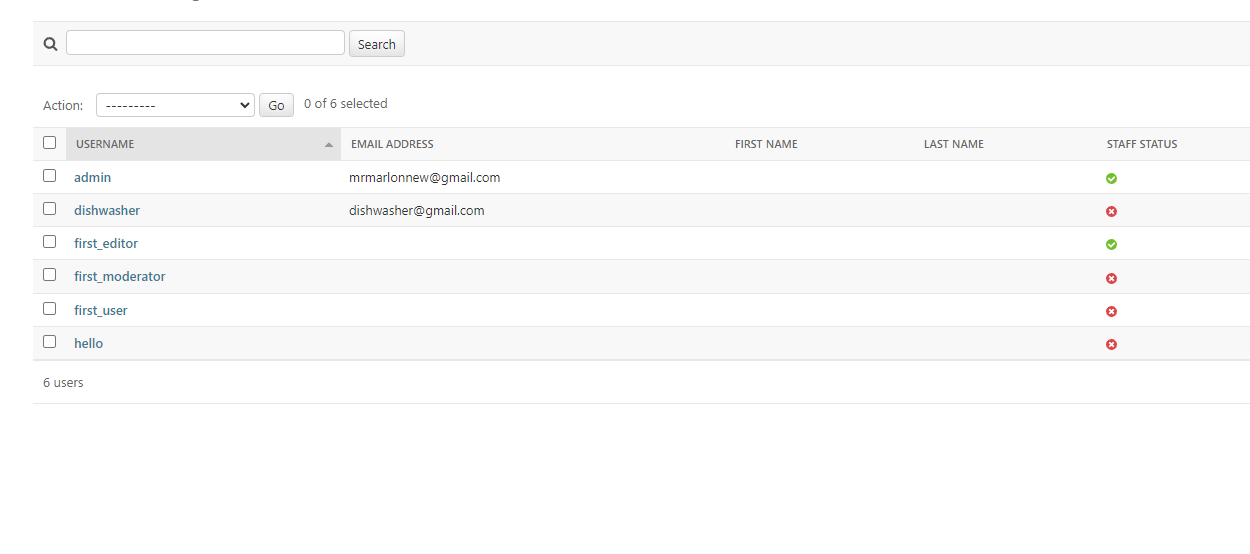 Search
Action: --------- Go 0 of 6 selected
USERNAME EMAIL ADDRESS FIRST NAME LAST NAME STAFF STATUS
admin mrmarlonnew@gmail.com
dishwasher dishwasher@gmail.com
first_editor
first_moderator
first_user
hello
6 users